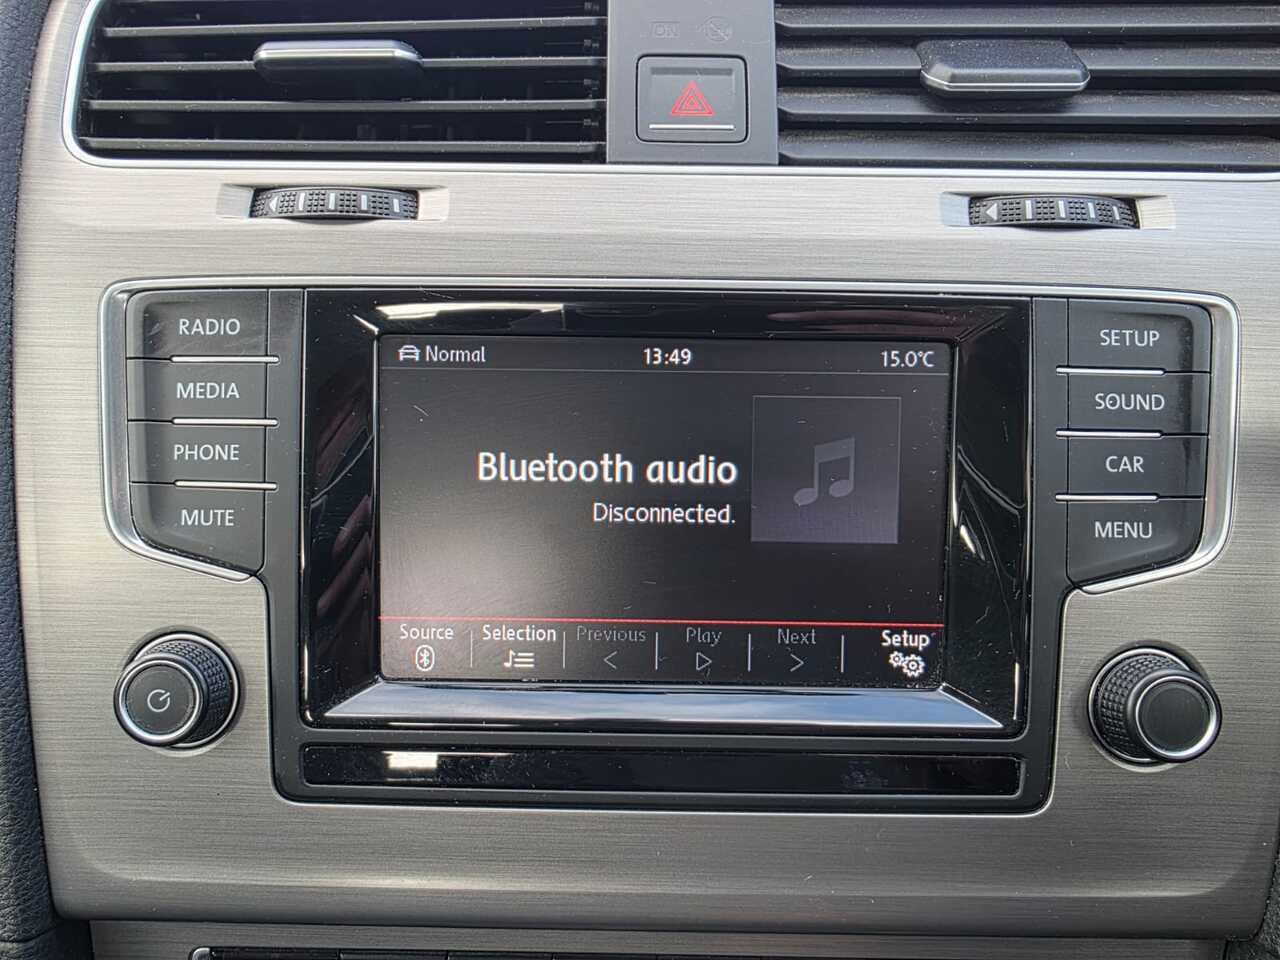 RADIO
MEDIA
PHONE
MUTE
Normal 13:49 15.0°C
Bluetooth audio
Disconnected.
Source Selection Previous Play Next Setup
SETUP
SOUND
CAR
MENU